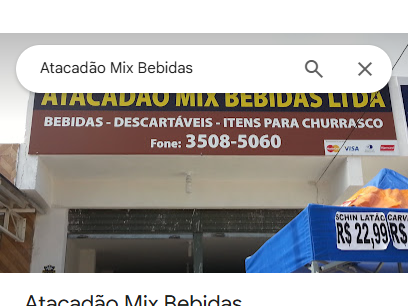 Atacadão Mix Bebidas
ATACADÃO MIX BEBIDAS LTDA
BEBIDAS - DESCARTÁVEIS - ITENS PARA CHURRASCO
Fone: 3508-5060
VISA
SCHIN LATÃO
R$ 22,99
CARV
R$
Atacadão Mix Bebidas